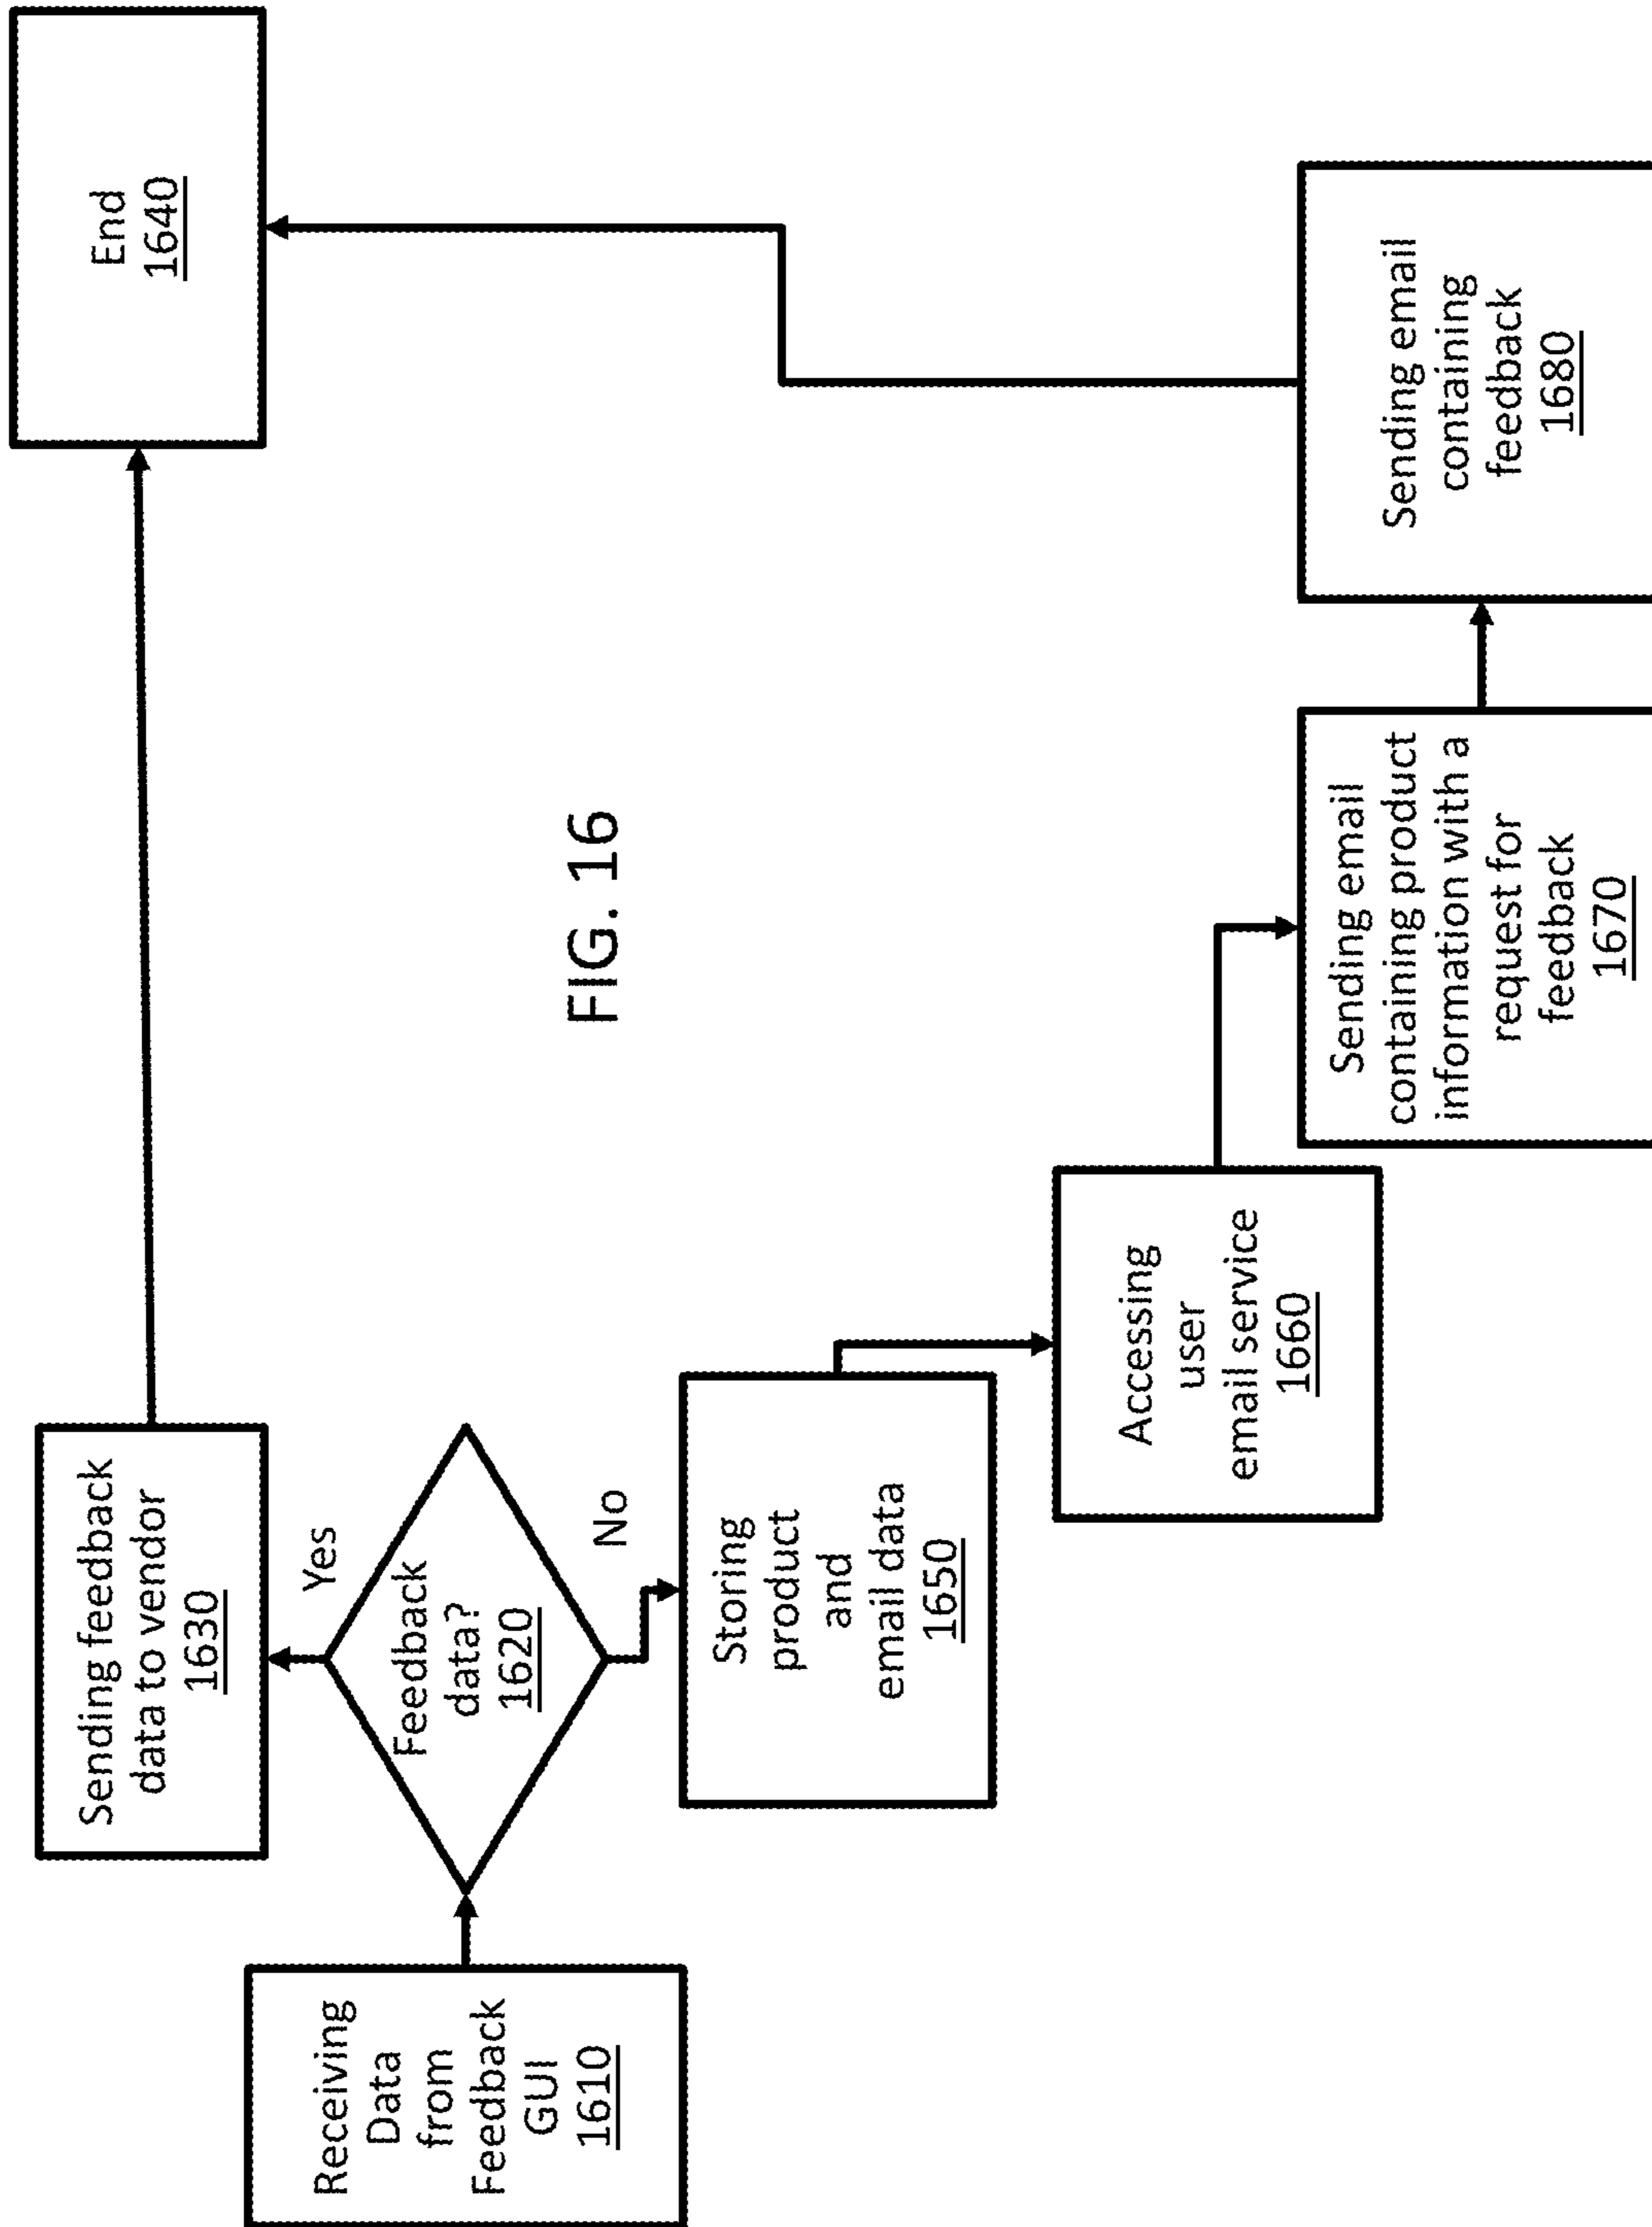 Receiving
Data
from
Feedback
GUI
1610
Feedback
data?
1620
Yes
No
Sending feedback
data to vendor
1630
End
1640
Storing
product
and
email data
1650
Accessing
user
email service
1660
Sending email
containing product
information with a
request for
feedback
1670
Sending email
containing
feedback
1680
FIG. 16